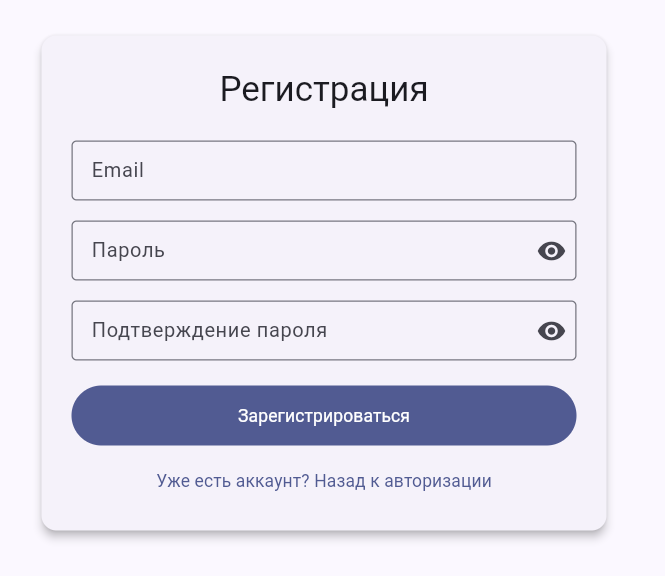 Регистрация
Email
Пароль
Подтверждение пароля
Зарегистрироваться
Уже есть аккаунт? Назад к авторизации